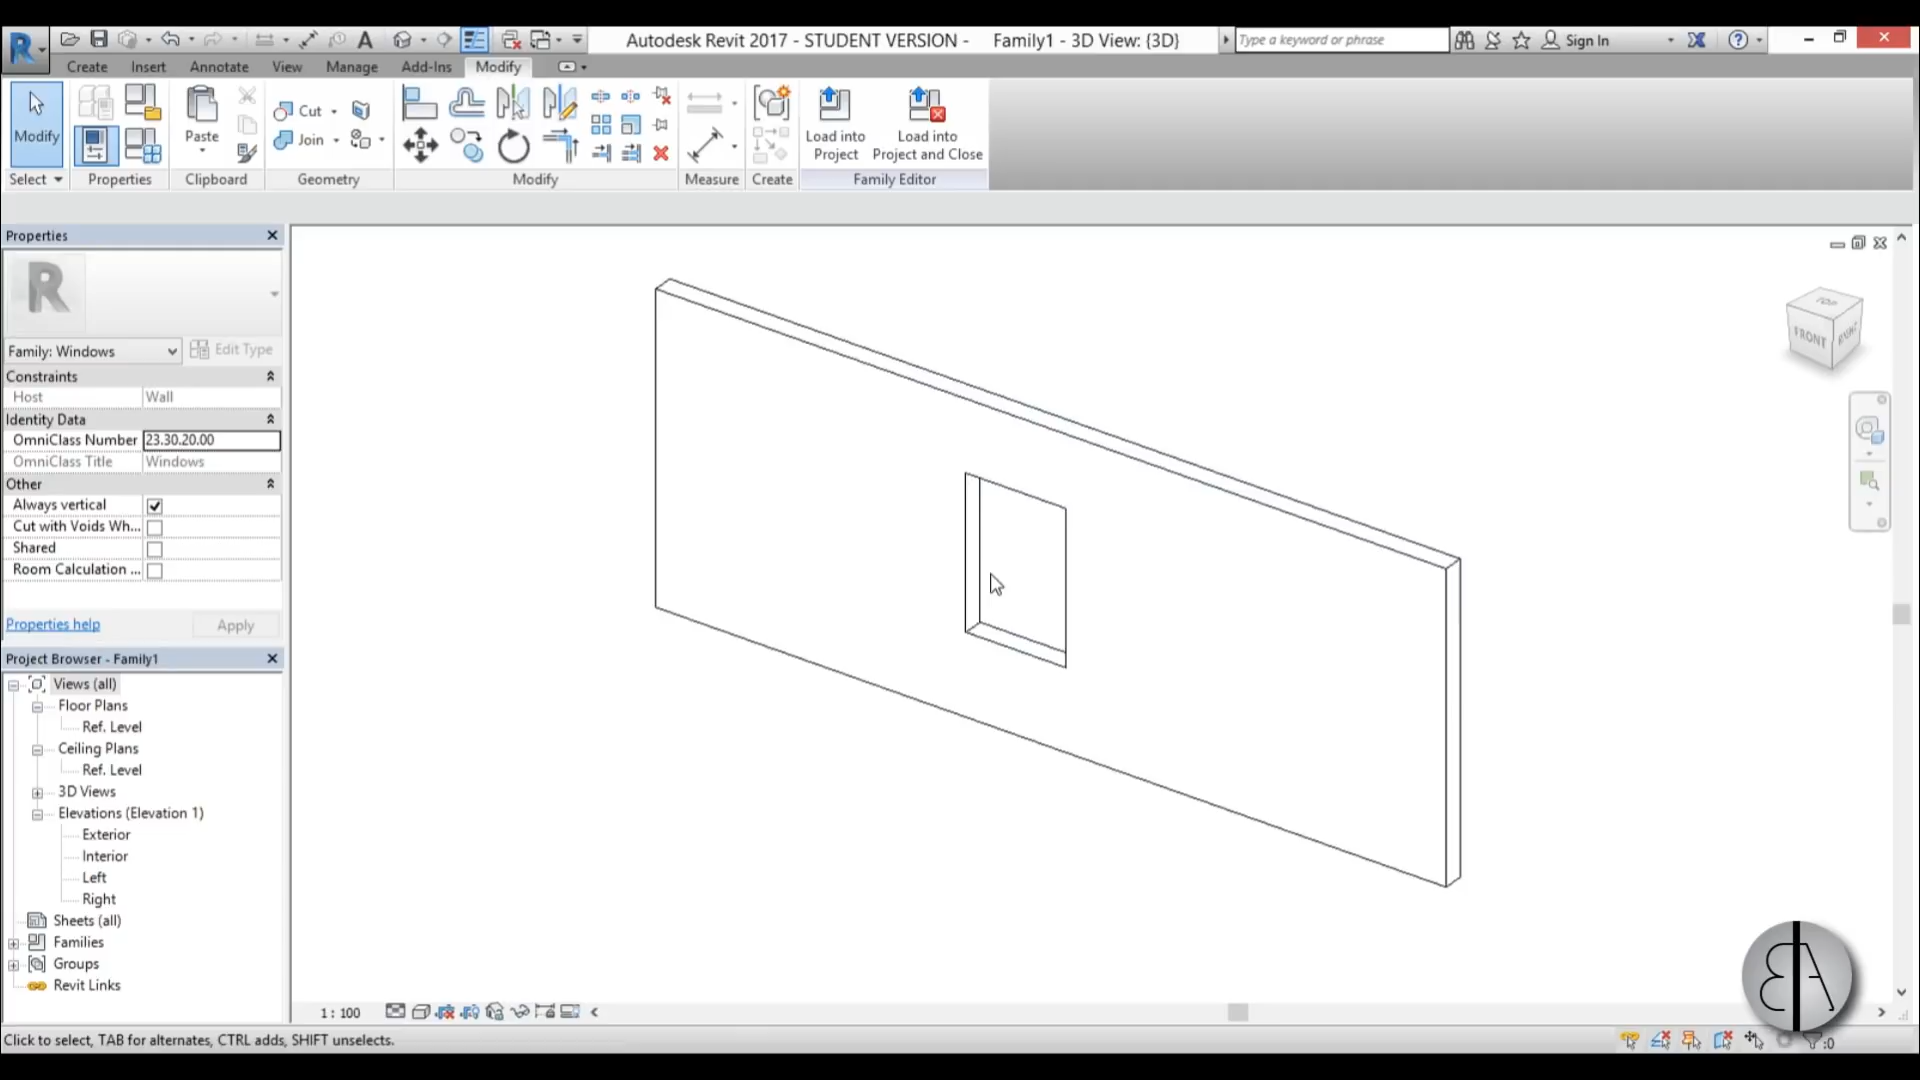 Autodesk Revit 2017 - STUDENT VERSION - Family1 - 3D View: {3D}
Type a keyword or phrase
Sign In
Create Insert Annotate View Manage Add-Ins Modify
Modify
Paste
Cut
Join
Load into Project
Load into Project and Close
Select Properties Clipboard Geometry Modify Measure Create Family Editor
Properties
Family: Windows
Edit Type
Constraints
Host Wall
Identity Data
OmniClass Number 23.30.20.00
OmniClass Title Windows
Other
Always vertical
Cut with Voids Wh...
Shared
Room Calculation ...
Properties help
Apply
Project Browser - Family1
Views (all)
Floor Plans
Ref. Level
Ceiling Plans
Ref. Level
3D Views
Elevations (Elevation 1)
Exterior
Interior
Left
Right
Sheets (all)
Families
Groups
Revit Links
TOP
FRONT
RIGHT
1 : 100
Click to select, TAB for alternates, CTRL adds, SHIFT unselects.
:0